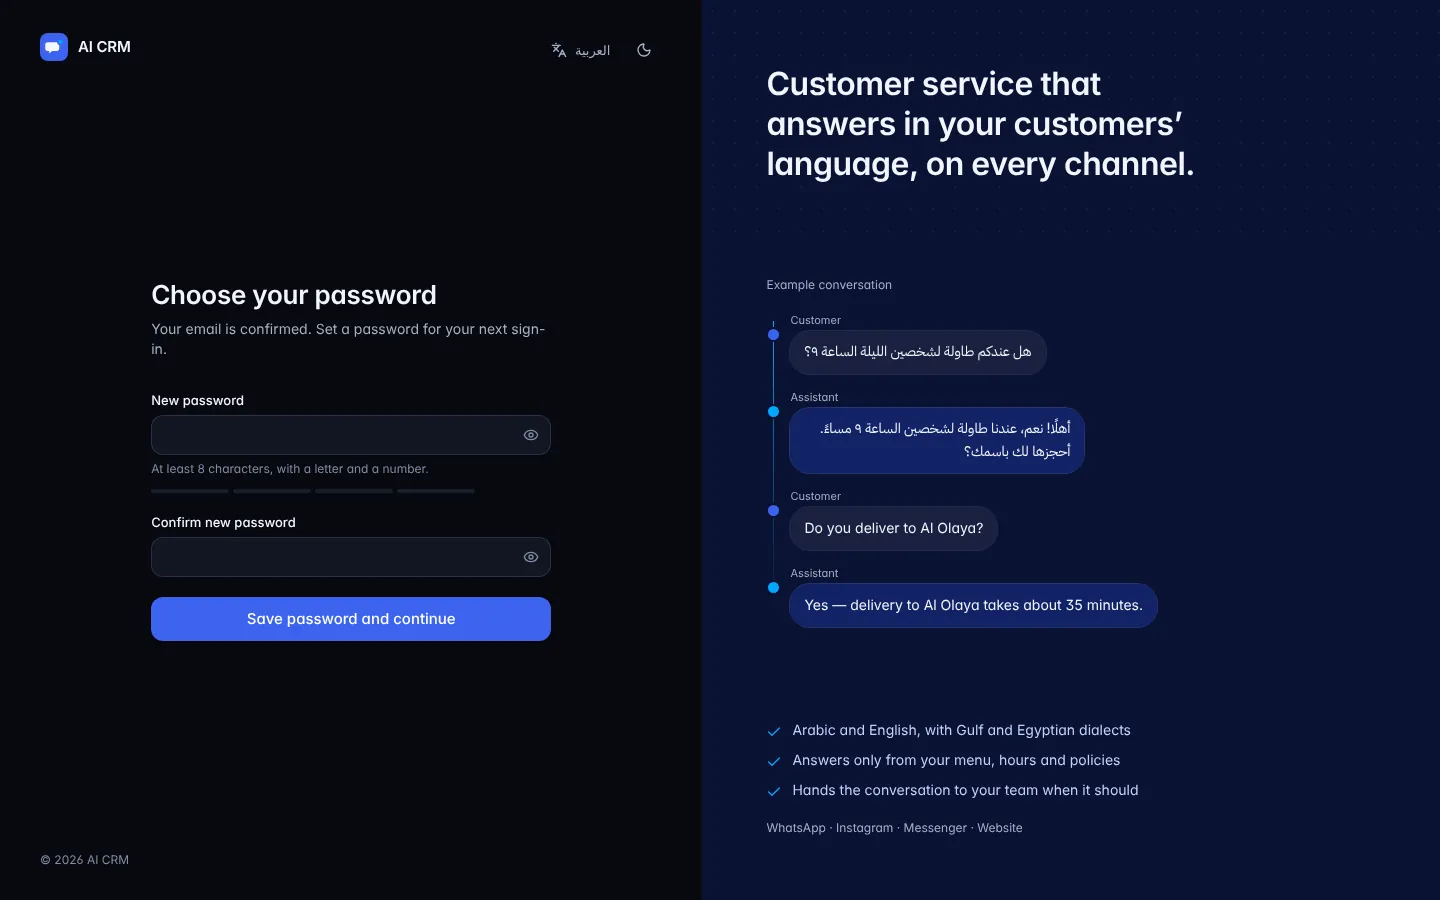 AI CRM
العربية
Choose your password
Your email is confirmed. Set a password for your next sign-
in.
New password
At least 8 characters, with a letter and a number.
Confirm new password
Save password and continue
© 2026 AI CRM
Customer service that
answers in your customers’
language, on every channel.
Example conversation
Customer
هل عندكم طاولة لشخصين الليلة الساعة ٩؟
Assistant
أهلًا! نعم، عندنا طاولة لشخصين الساعة ٩ مساءً.
أحجزها لك باسمك؟
Customer
Do you deliver to Al Olaya?
Assistant
Yes — delivery to Al Olaya takes about 35 minutes.
Arabic and English, with Gulf and Egyptian dialects
Answers only from your menu, hours and policies
Hands the conversation to your team when it should
WhatsApp · Instagram · Messenger · Website